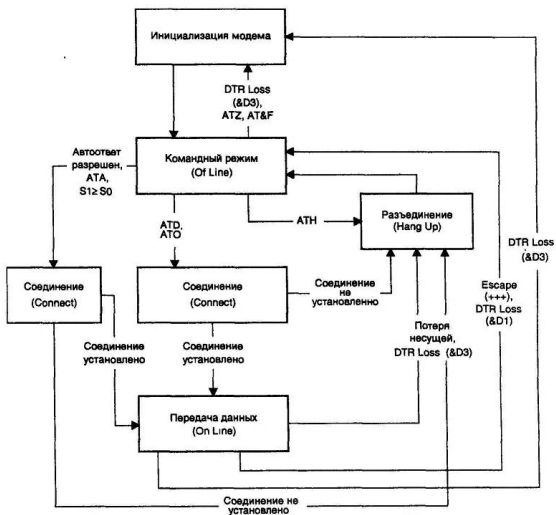 Инициализация модема
DTR Loss
(&D3),
ATZ, AT&F
Автоответ
разрешен,
ATA,
S1≥ S0
Командный режим
(Of Line)
ATD,
ATO
ATH
Разъединение
(Hang Up)
DTR Loss
(&D3)
Соединение
(Connect)
Соединение
(Connect)
Соединение
не
установленно
Escape
(+++),
DTR Loss
(&D1)
Соединение
установлено
Соединение
установлено
Потеря
несущей,
DTR Loss (&D3)
Передача данных
(On Line)
Соединение не
установлено